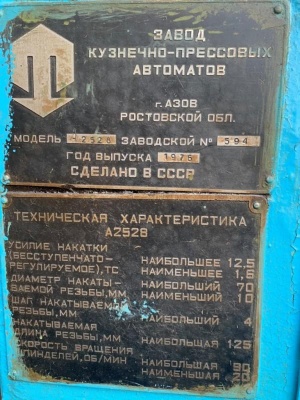 ЗАВОД
КУЗНЕЧНО-ПРЕССОВЫХ
АВТОМАТОВ
г. АЗОВ
РОСТОВСКОЙ ОБЛ.
МОДЕЛЬ А2528 ЗАВОДСКОЙ № 594
ГОД ВЫПУСКА 1976
СДЕЛАНО В СССР
ТЕХНИЧЕСКАЯ ХАРАКТЕРИСТИКА
А2528
УСИЛИЕ НАКАТКИ
(БЕССТУПЕНЧАТО- НАИБОЛЬШЕЕ 12.5
РЕГУЛИРУЕМОЕ),ТС НАИМЕНЬШЕЕ 1,6
ДИАМЕТР НАКАТЫ- НАИБОЛЬШИЙ 70
ВАЕМОЙ РЕЗЬБЫ,ММ НАИМЕНЬШИЙ 10
ШАГ НАКАТЫВАЕМОЙ
РЕЗЬБЫ,ММ НАИБОЛЬШИЙ 4
НАКАТЫВАЕМАЯ
ДЛИНА РЕЗЬБЫ,ММ НАИБОЛЬШАЯ 125
СКОРОСТЬ ВРАЩЕНИЯ
ШПИНДЕЛЕЙ,ОБ/МИН НАИБОЛЬШАЯ 90
НАИМЕНЬШАЯ 20